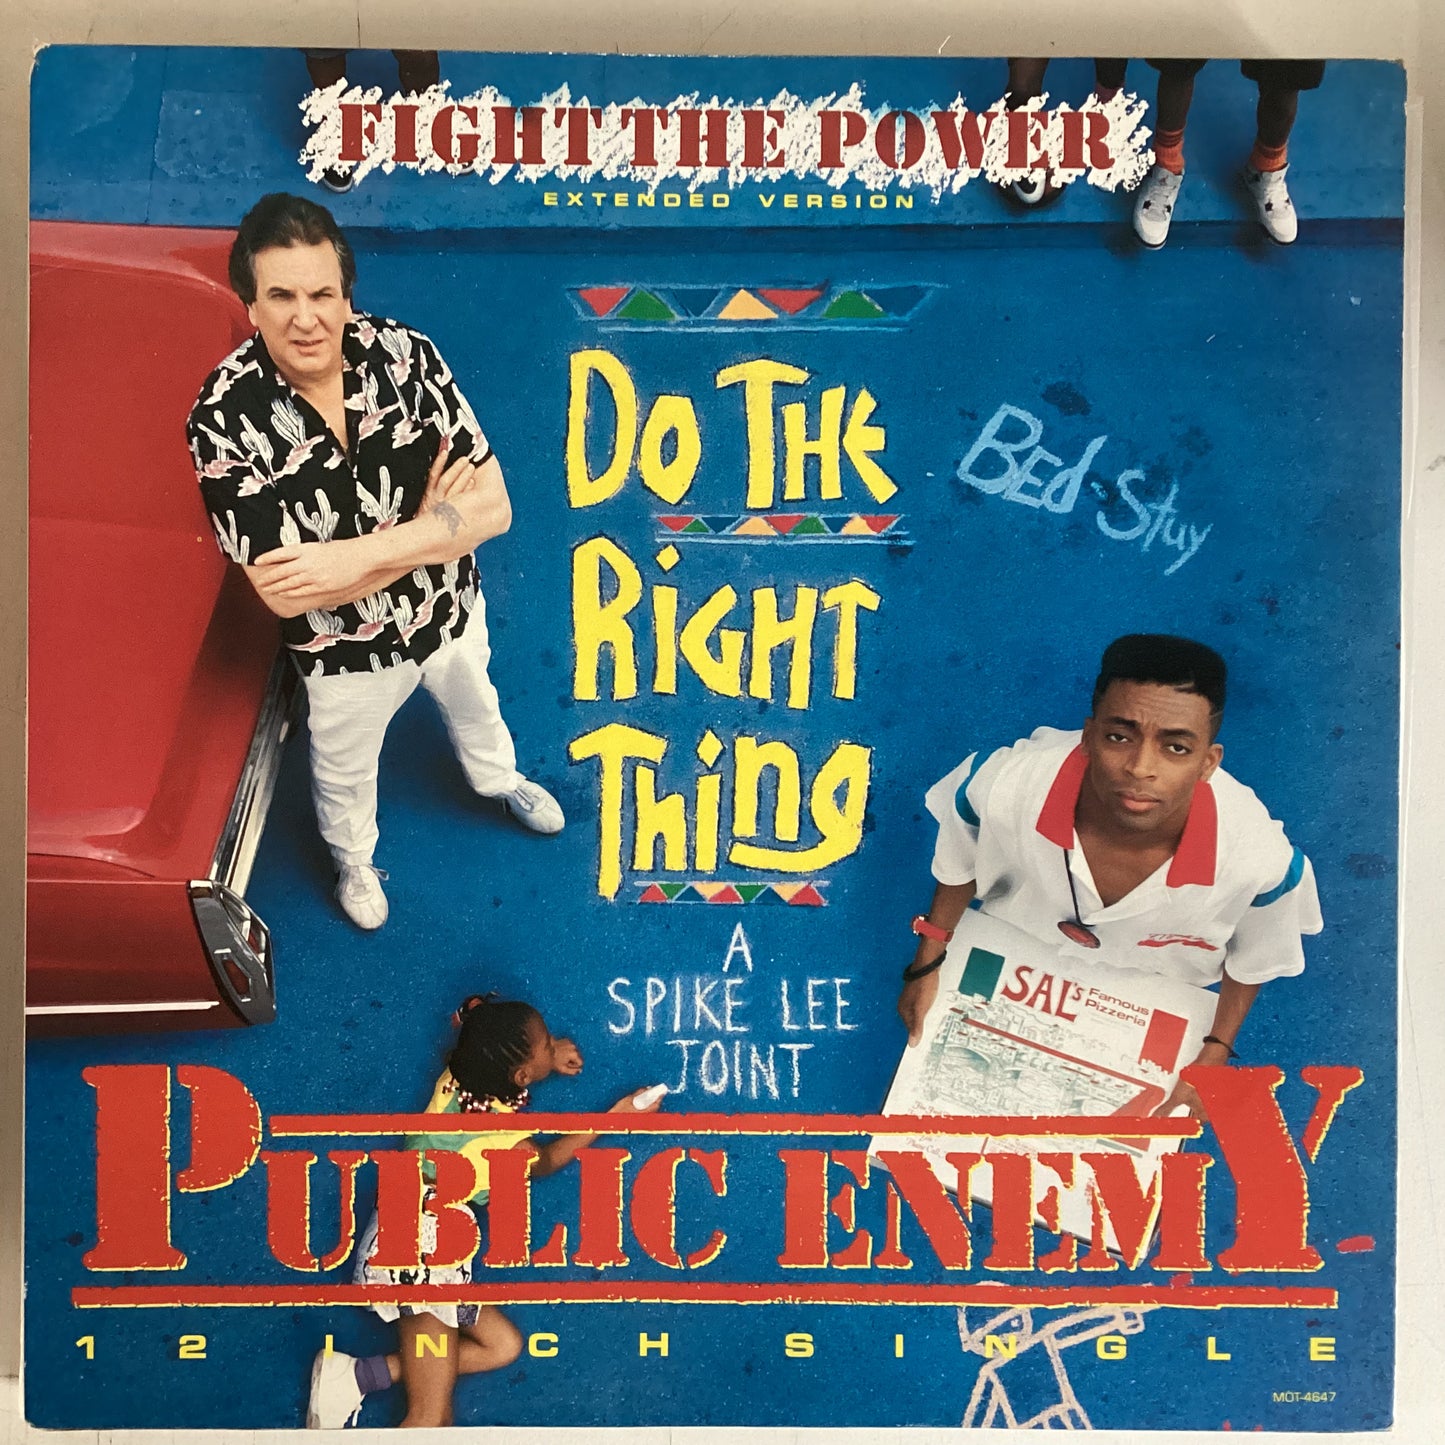 FIGHT THE POWER
EXTENDED VERSION
DO THE
RIGHT
THING
BED-STUY
A
SPIKE LEE
JOINT
SAL'S Famous
Pizzeria
PUBLIC ENEMY
12 INCH SINGLE
MOT-4647